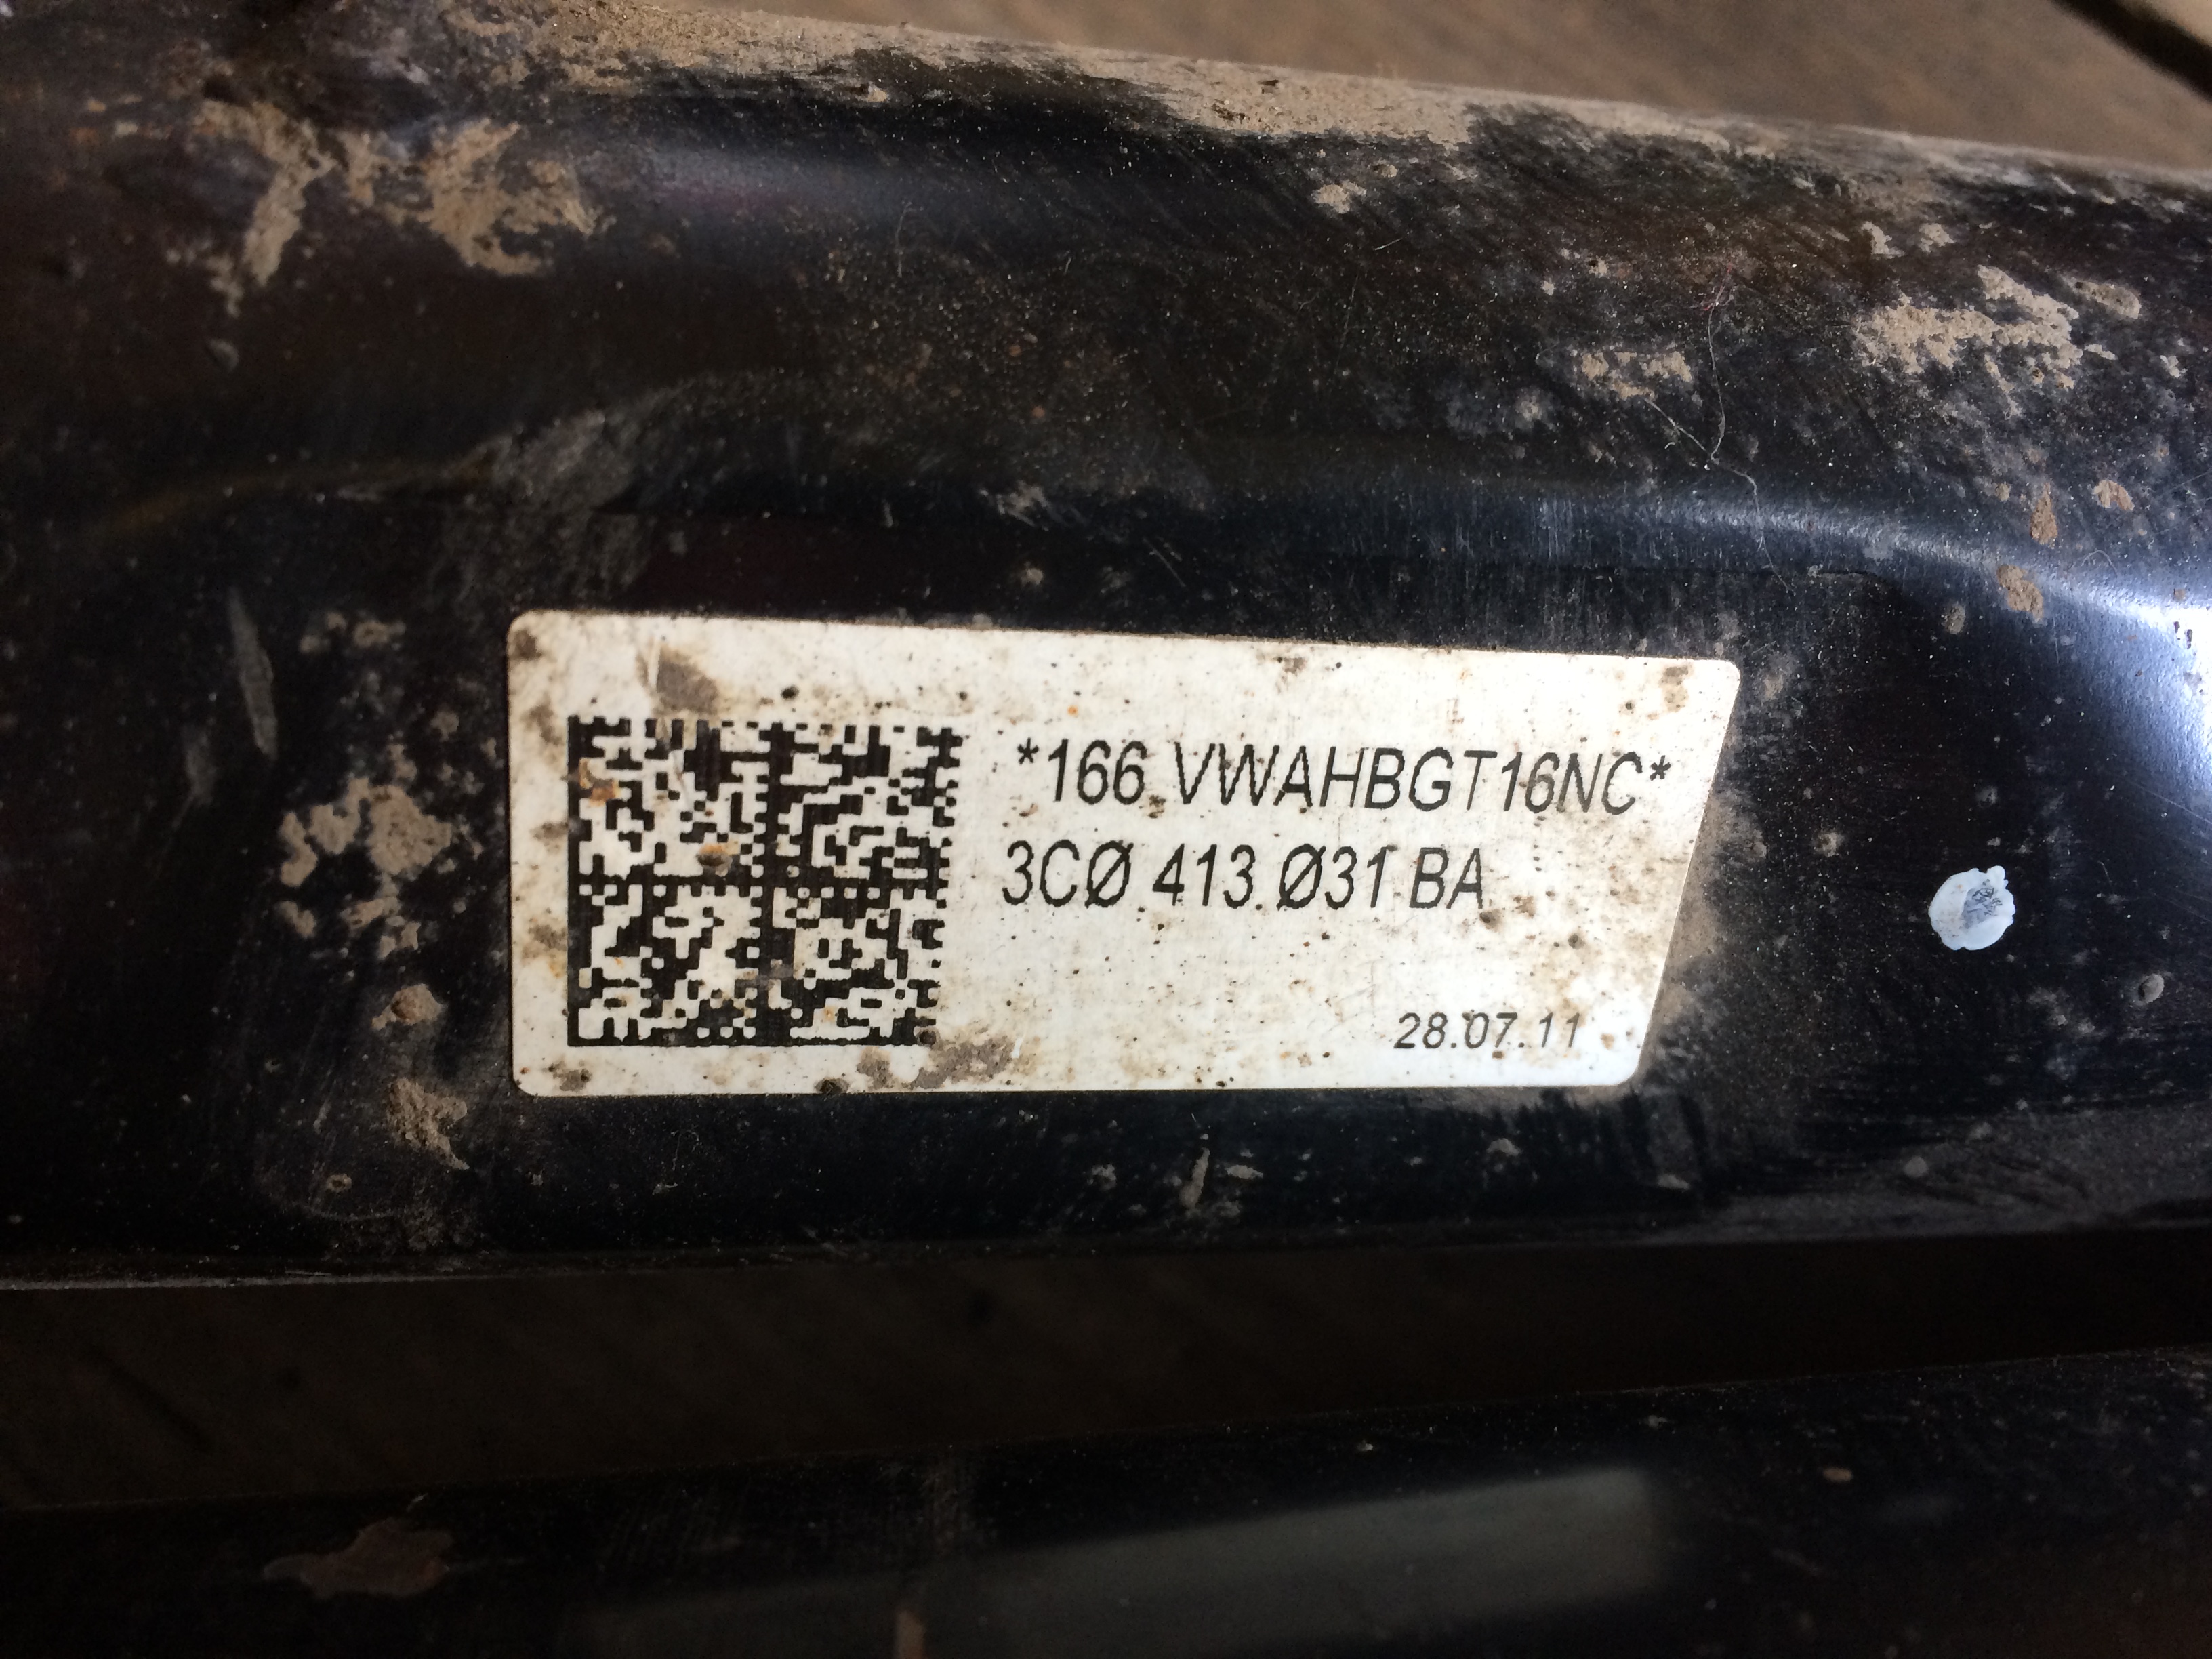 *166 VWAHBGT16NC*
3CØ 413 Ø31 BA
28.07.11